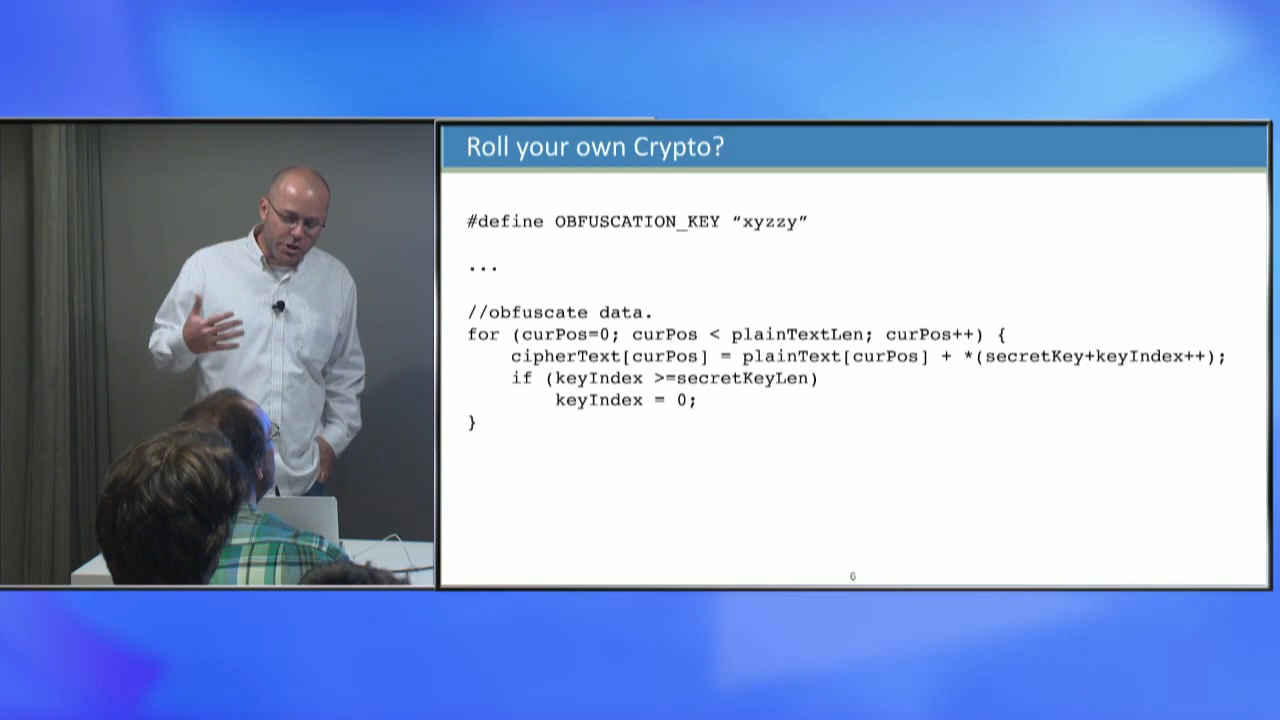 Roll your own Crypto?
#define OBFUSCATION_KEY “xyzzy”
...
//obfuscate data.
for (curPos=0; curPos < plainTextLen; curPos++) {
cipherText[curPos] = plainText[curPos] + *(secretKey+keyIndex++);
if (keyIndex >=secretKeyLen)
keyIndex = 0;
}
6